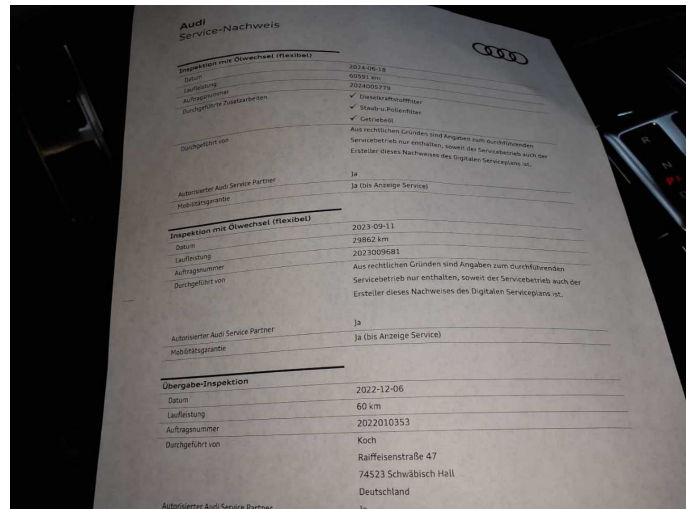 Audi
Service-Nachweis
Inspektion mit Ölwechsel (flexibel)
Datum 2024-06-18
Laufleistung 60591 km
Auftragsnummer 2024005779
Durchgeführte Zusatzarbeiten ✓ Dieselkraftstofffilter
✓ Staub-u.Pollenfilter
✓ Getriebeöl
Durchgeführt von Aus rechtlichen Gründen sind Angaben zum durchführenden
Servicebetrieb nur enthalten, soweit der Servicebetrieb auch der
Ersteller dieses Nachweises des Digitalen Serviceplans ist.
Autorisierter Audi Service Partner Ja
Mobilitätsgarantie Ja (bis Anzeige Service)
Inspektion mit Ölwechsel (flexibel)
Datum 2023-09-11
Laufleistung 29862 km
Auftragsnummer 2023009681
Durchgeführt von Aus rechtlichen Gründen sind Angaben zum durchführenden
Servicebetrieb nur enthalten, soweit der Servicebetrieb auch der
Ersteller dieses Nachweises des Digitalen Serviceplans ist.
Autorisierter Audi Service Partner Ja
Mobilitätsgarantie Ja (bis Anzeige Service)
Übergabe-Inspektion
Datum 2022-12-06
Laufleistung 60 km
Auftragsnummer 2022010353
Durchgeführt von Koch
Raiffeisenstraße 47
74523 Schwäbisch Hall
Deutschland
Autorisierter Audi Service Partner Ja
R
N
P